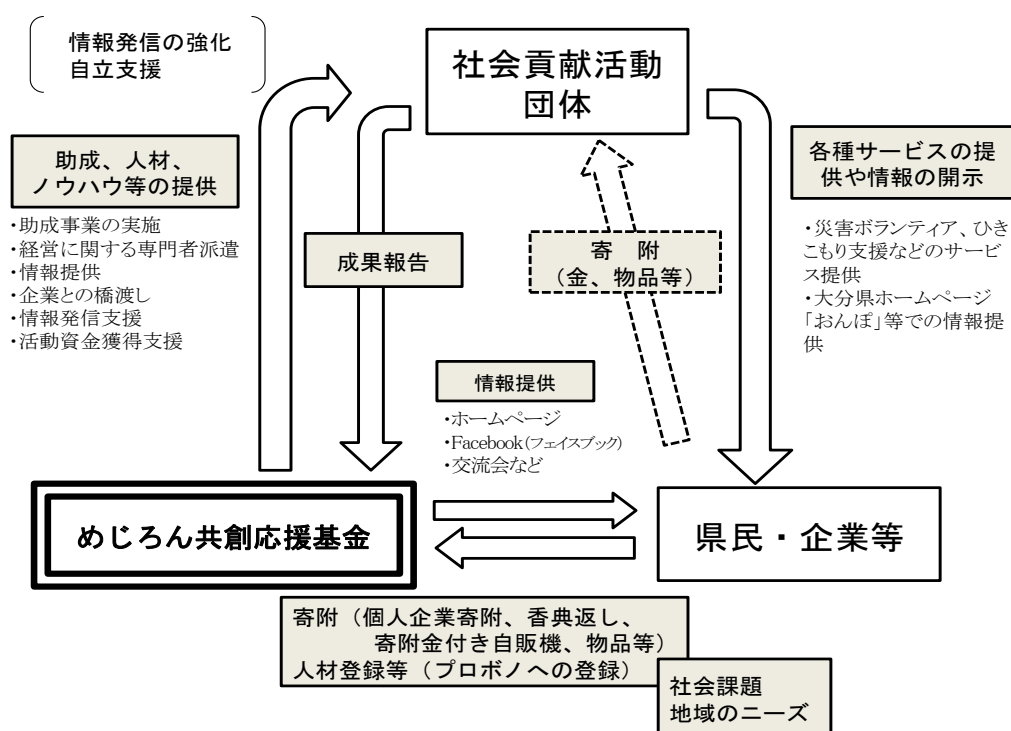 情報発信の強化
自立支援
社会貢献活動
団体
助成、人材、
ノウハウ等の提供
・助成事業の実施
・経営に関する専門者派遣
・情報提供
・企業との橋渡し
・情報発信支援
・活動資金獲得支援
成果報告
寄　附
（金、物品等）
各種サービスの提
供や情報の開示
・災害ボランティア、ひき
こもり支援などのサービ
ス提供
・大分県ホームページ
「おんぽ」等での情報提
供
情報提供
・ホームページ
・Facebook（フェイスブック）
・交流会など
めじろん共創応援基金
県民・企業等
寄附（個人企業寄附、香典返し、
寄附金付き自販機、物品等）
人材登録等（プロボノへの登録）
社会課題
地域のニーズ